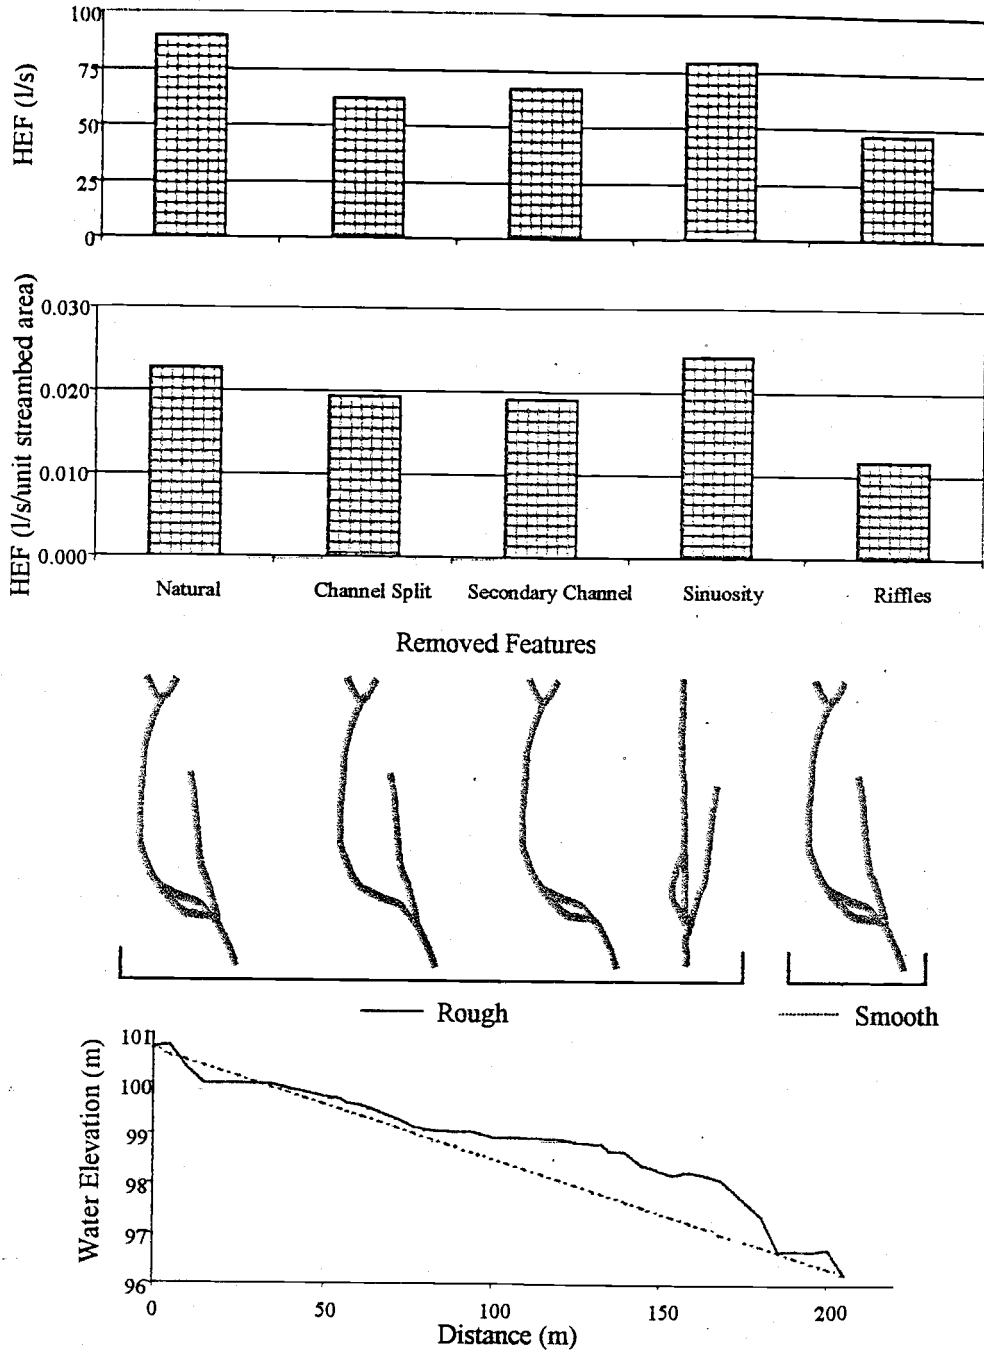 HEF (l/s)
100
75
50
25
0
HEF (l/s/unit streambed area)
0.030
0.020
0.010
0.000
Natural
Channel Split
Secondary Channel
Sinuosity
Riffles
Removed Features
Rough
Smooth
Water Elevation (m)
101
100
99
98
97
96
0
50
100
150
200
Distance (m)